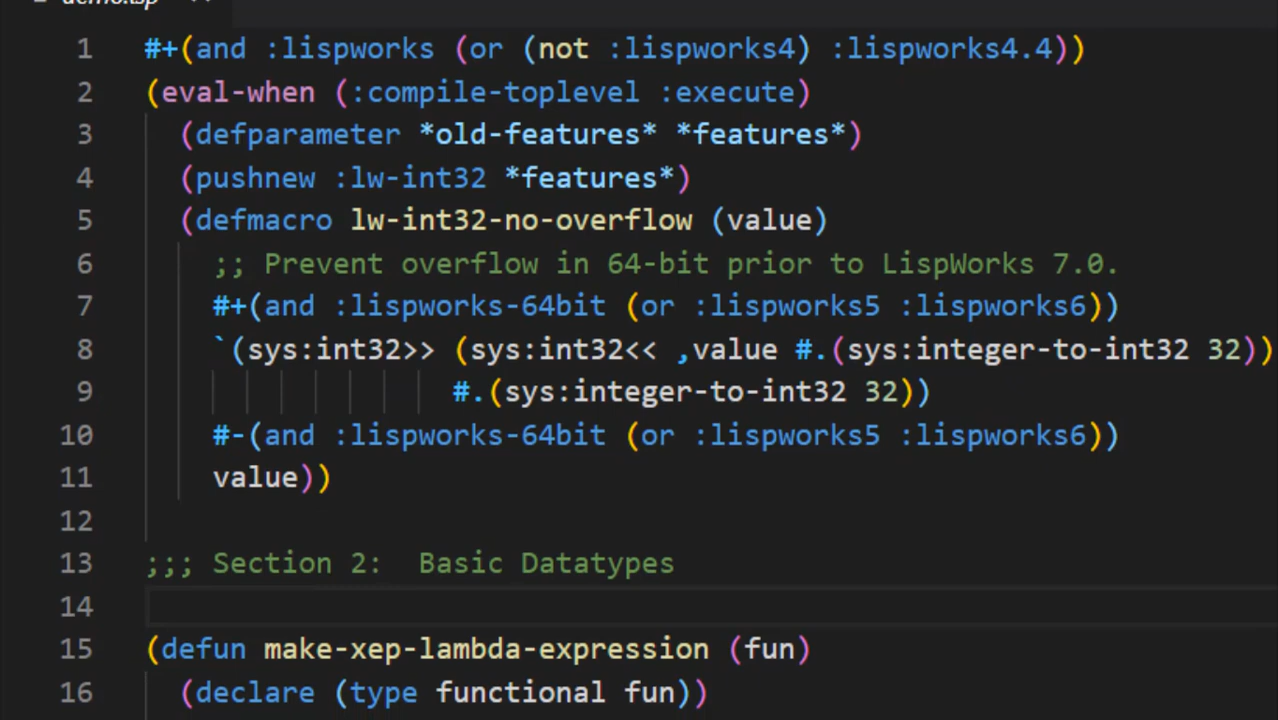 demo.lsp
1 #+(and :lispworks (or (not :lispworks4) :lispworks4.4))
2 (eval-when (:compile-toplevel :execute)
3 (defparameter *old-features* *features*)
4 (pushnew :lw-int32 *features*)
5 (defmacro lw-int32-no-overflow (value)
6 ;; Prevent overflow in 64-bit prior to LispWorks 7.0.
7 #+(and :lispworks-64bit (or :lispworks5 :lispworks6))
8 `(sys:int32>> (sys:int32<< ,value #.(sys:integer-to-int32 32))
9 #.(sys:integer-to-int32 32))
10 #-(and :lispworks-64bit (or :lispworks5 :lispworks6))
11 value))
12
13 ;;; Section 2:  Basic Datatypes
14
15 (defun make-xep-lambda-expression (fun)
16 (declare (type functional fun))